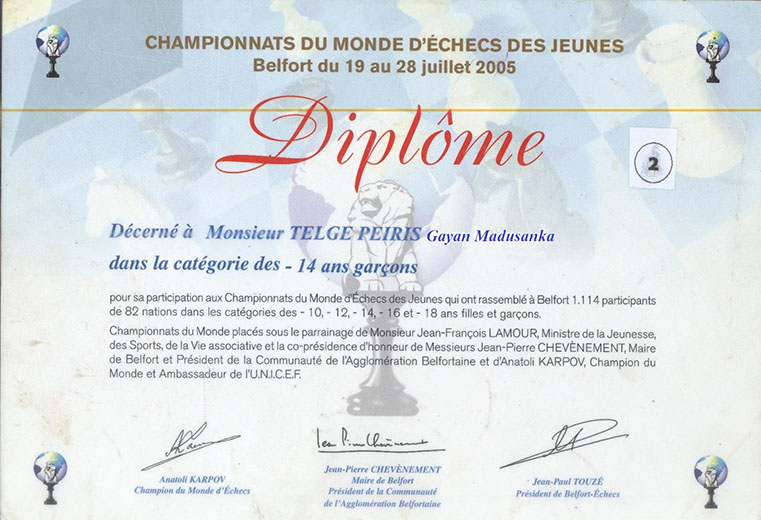 CHAMPIONNATS DU MONDE D'ÉCHECS DES JEUNES
Belfort du 19 au 28 juillet 2005
Diplôme
2
Décerné à Monsieur TELGE PEIRIS Gayan Madusanka
dans la catégorie des - 14 ans garçons
pour sa participation aux Championnats du Monde d'Échecs des Jeunes qui ont rassemblé à Belfort 1.114 participants
de 82 nations dans les catégories des - 10, - 12, - 14, - 16 et - 18 ans filles et garçons.
Championnats du Monde placés sous le parrainage de Monsieur Jean-François LAMOUR, Ministre de la Jeunesse,
des Sports, de la Vie associative et la co-présidence d'honneur de Messieurs Jean-Pierre CHEVÈNEMENT, Maire
de Belfort et Président de la Communauté de l'Agglomération Belfortaine et d'Anatoli KARPOV, Champion du
Monde et Ambassadeur de l'U.N.I.C.E.F.
Jean Pierre Chevènement
Anatoli KARPOV
Champion du Monde d'Échecs
Jean-Pierre CHEVÈNEMENT
Maire de Belfort
Président de la Communauté
de l'Agglomération Belfortaine
Jean-Paul TOUZÉ
Président de Belfort-Échecs